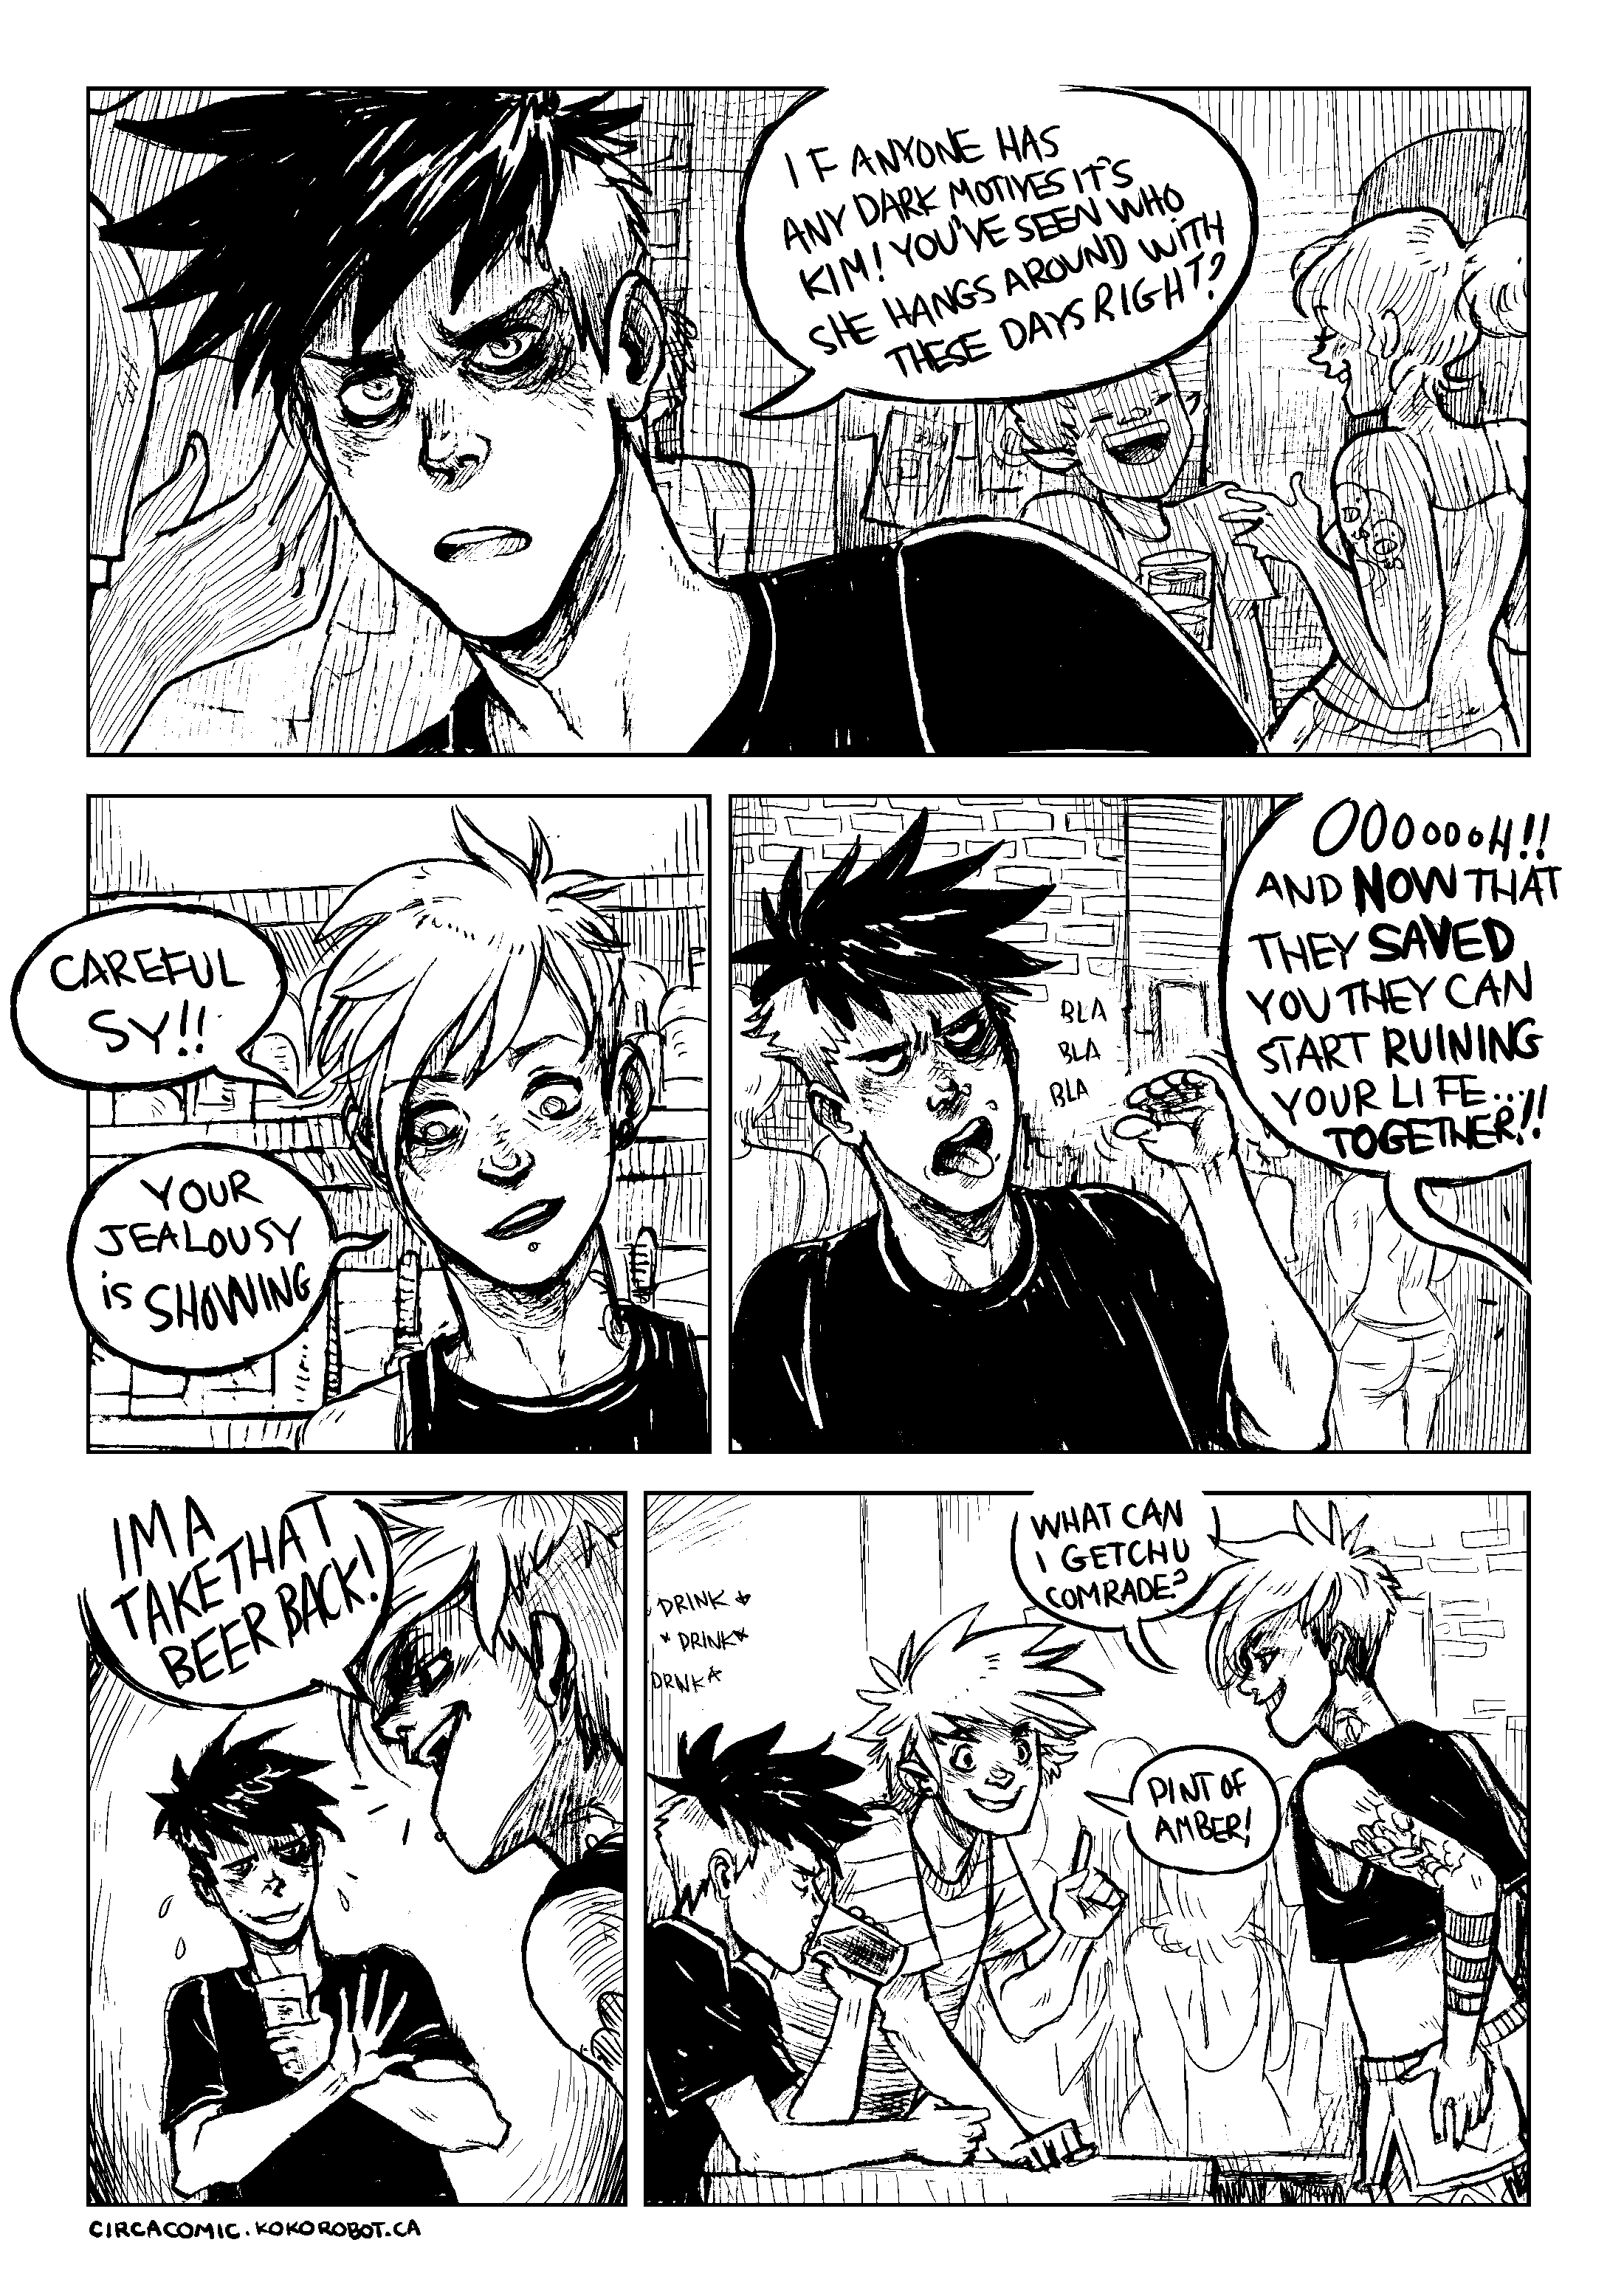 IF ANYONE HAS
ANY DARK MOTIVES IT'S
KIM! YOU'VE SEEN WHO
SHE HANGS AROUND WITH
THESE DAYS RIGHT?
CAREFUL
SY!!
YOUR
JEALOUSY
iS SHOWING
BLA
BLA
BLA
OOOOOOH!!
AND NOW THAT
THEY SAVED
YOU THEY CAN
START RUINING
YOUR LIFE...
TOGETHER!!
IM A
TAKE THAT
BEER BACK!
WHAT CAN
I GETCHU
COMRADE?
DRINK
DRINK
DRNK
PINT OF
AMBER!
CIRCACOMIC.KOKOROBOT.CA